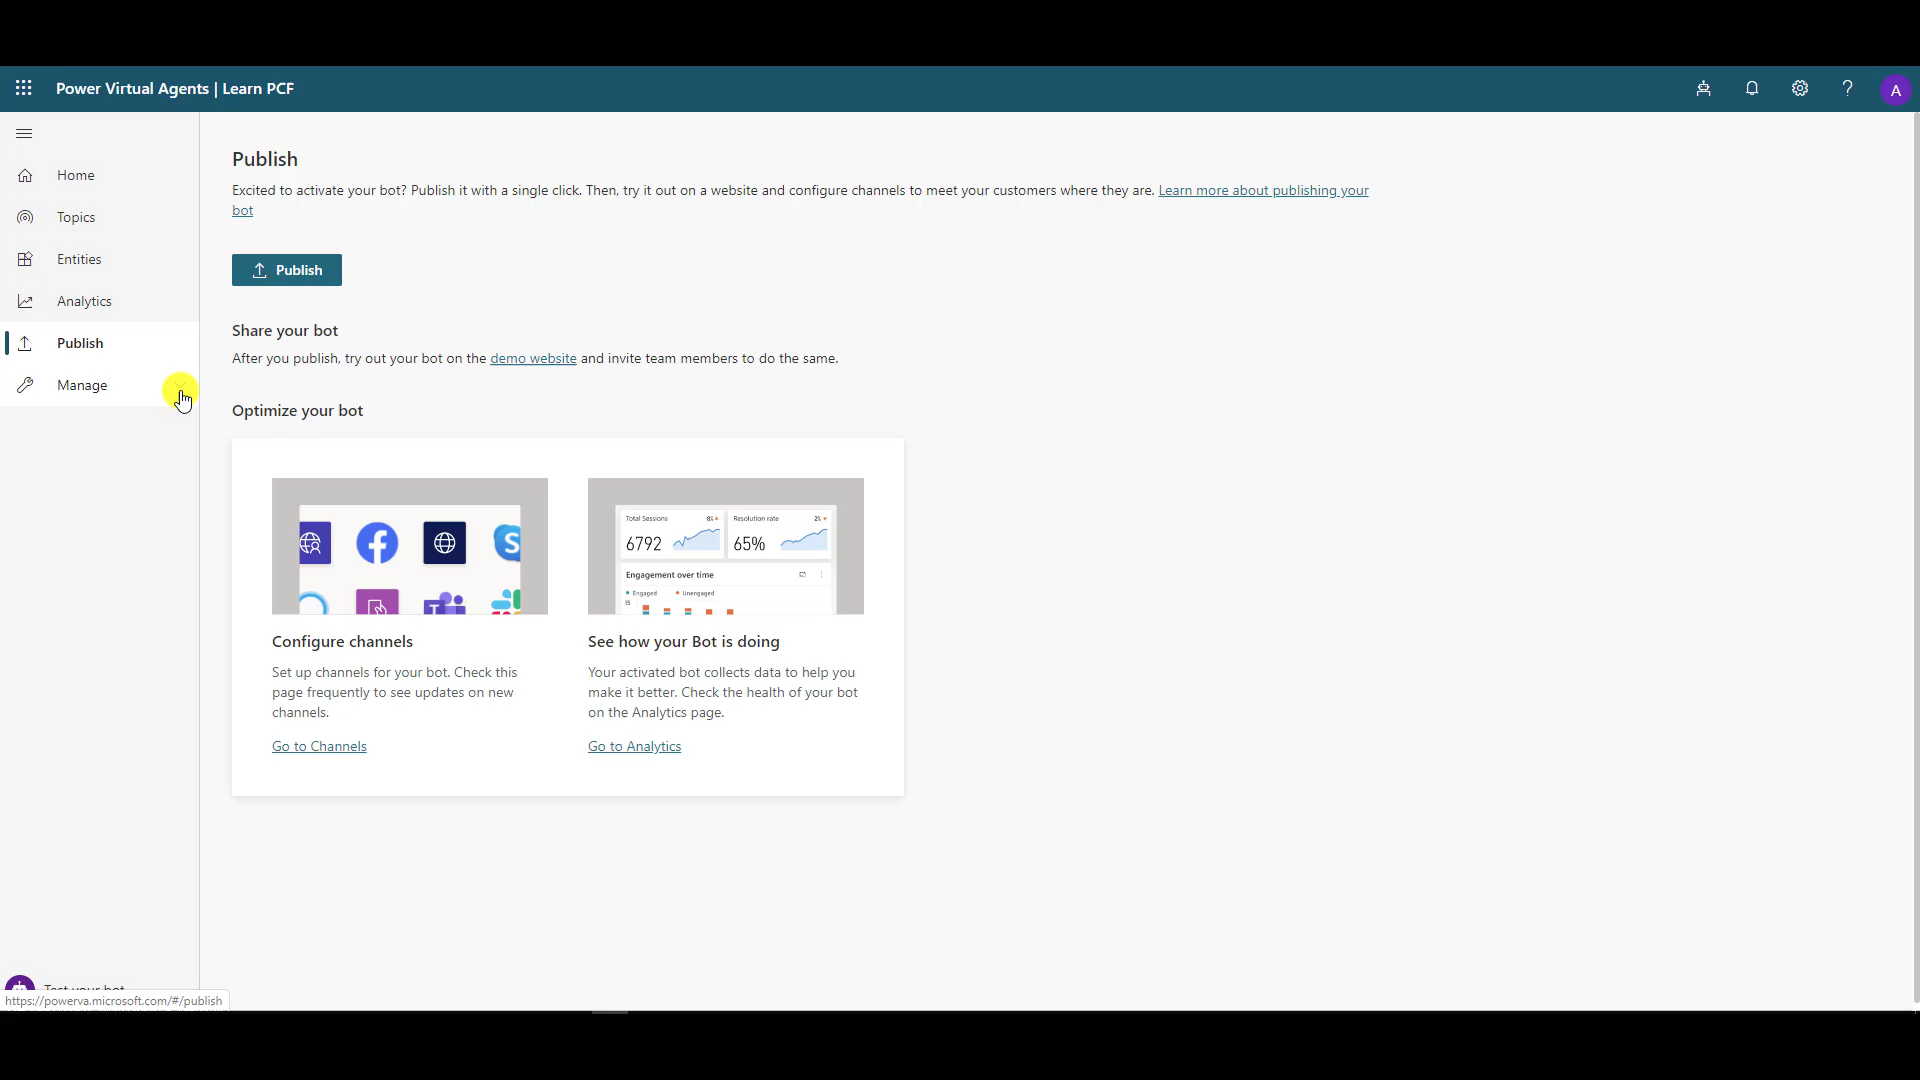 Power Virtual Agents | Learn PCF
A
Home
Topics
Entities
Analytics
Publish
Manage
Publish
Excited to activate your bot? Publish it with a single click. Then, try it out on a website and configure channels to meet your customers where they are. Learn more about publishing your
bot
Publish
Share your bot
After you publish, try out your bot on the demo website and invite team members to do the same.
Optimize your bot
Total Sessions 8%
6792
Resolution rate 2%
65%
Engagement over time
Engaged Unengaged
Configure channels
Set up channels for your bot. Check this
page frequently to see updates on new
channels.
Go to Channels
See how your Bot is doing
Your activated bot collects data to help you
make it better. Check the health of your bot
on the Analytics page.
Go to Analytics
Test your bot
https://powerva.microsoft.com/#/publish